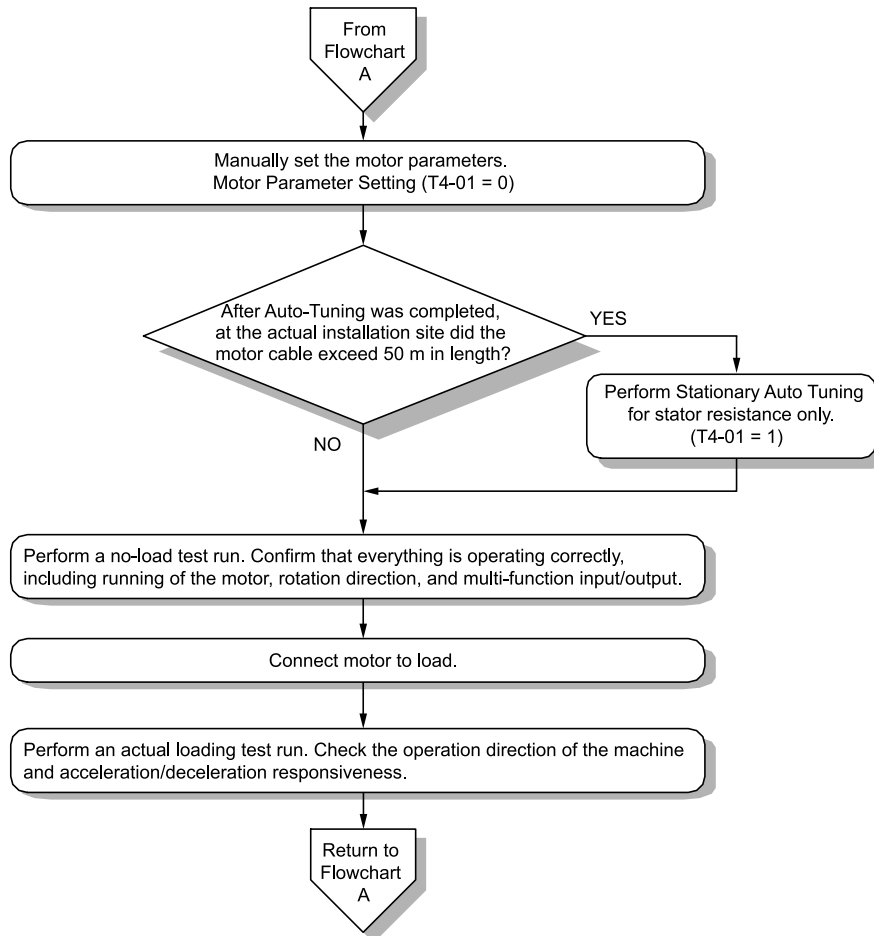 From
Flowchart
A
Manually set the motor parameters.
Motor Parameter Setting (T4-01 = 0)
After Auto-Tuning was completed,
at the actual installation site did the
motor cable exceed 50 m in length?
YES
Perform Stationary Auto Tuning
for stator resistance only.
(T4-01 = 1)
NO
Perform a no-load test run. Confirm that everything is operating correctly,
including running of the motor, rotation direction, and multi-function input/output.
Connect motor to load.
Perform an actual loading test run. Check the operation direction of the machine
and acceleration/deceleration responsiveness.
Return to
Flowchart
A